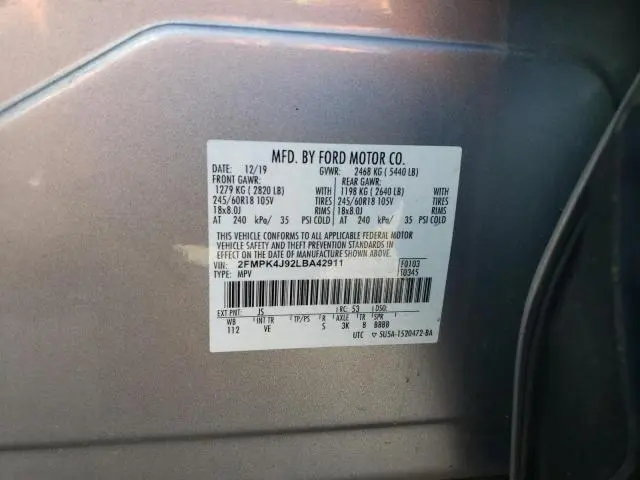 MFD. BY FORD MOTOR CO.
DATE: 12/19 GVWR: 2468 KG ( 5440 LB)
FRONT GAWR: REAR GAWR:
1279 KG ( 2820 LB) WITH 1198 KG ( 2640 LB) WITH
245/60R18 105V TIRES 245/60R18 105V TIRES
18x8.0J RIMS 18x8.0J RIMS
AT 240 kPa/ 35 PSI COLD AT 240 kPa/ 35 PSI COLD
THIS VEHICLE CONFORMS TO ALL APPLICABLE FEDERAL MOTOR
VEHICLE SAFETY AND THEFT PREVENTION STANDARDS IN
EFFECT ON THE DATE OF MANUFACTURE SHOWN ABOVE.
VIN: 2FMPK4J92LBA42911 F0103
TYPE: MPV T0345
EXT PNT: JS RC: 53 DSO:
WB INT TR TP/PS R AXLE TR SPR
112 VE S 3K B BBBB
UTC ▽ 5U5A-1520472-BA